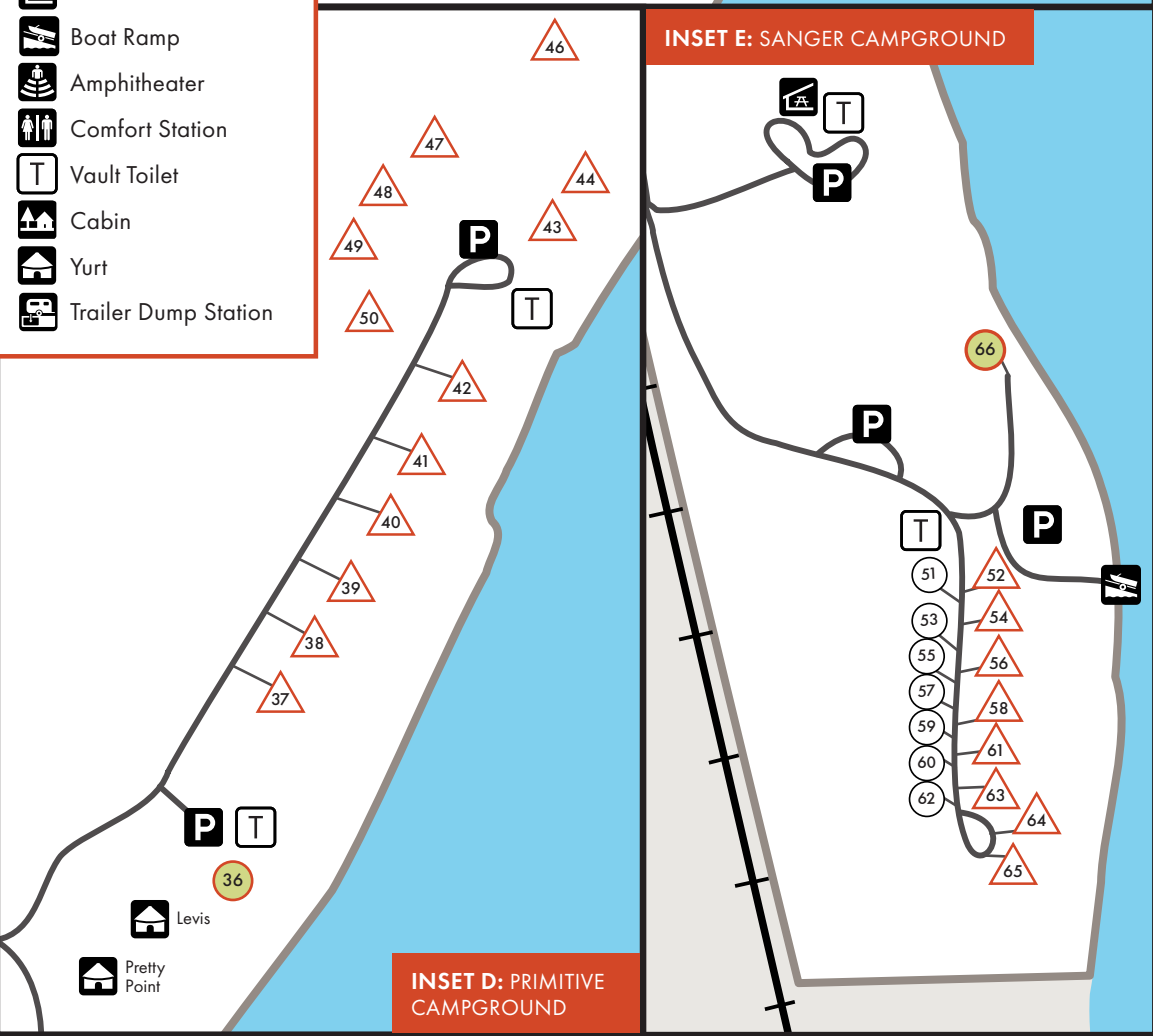 Boat Ramp
Amphitheater
Comfort Station
T Vault Toilet
Cabin
Yurt
Trailer Dump Station
46
47
48
44
49
43
P
50
T
42
41
40
39
38
37
P T
36
Levis
Pretty
Point
INSET D: PRIMITIVE
CAMPGROUND
INSET E: SANGER CAMPGROUND
T
P
66
P
T
P
51
52
53
54
55
56
57
58
59
61
60
63
62
64
65